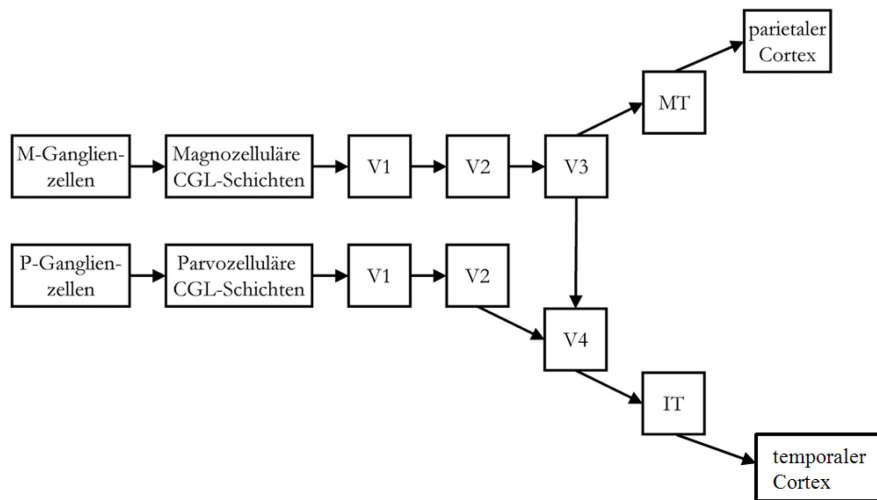 parietaler
Cortex
MT
M-Ganglien-
zellen
Magnozelluläre
CGL-Schichten
V1
V2
V3
P-Ganglien-
zellen
Parvozelluläre
CGL-Schichten
V1
V2
V4
IT
temporaler
Cortex